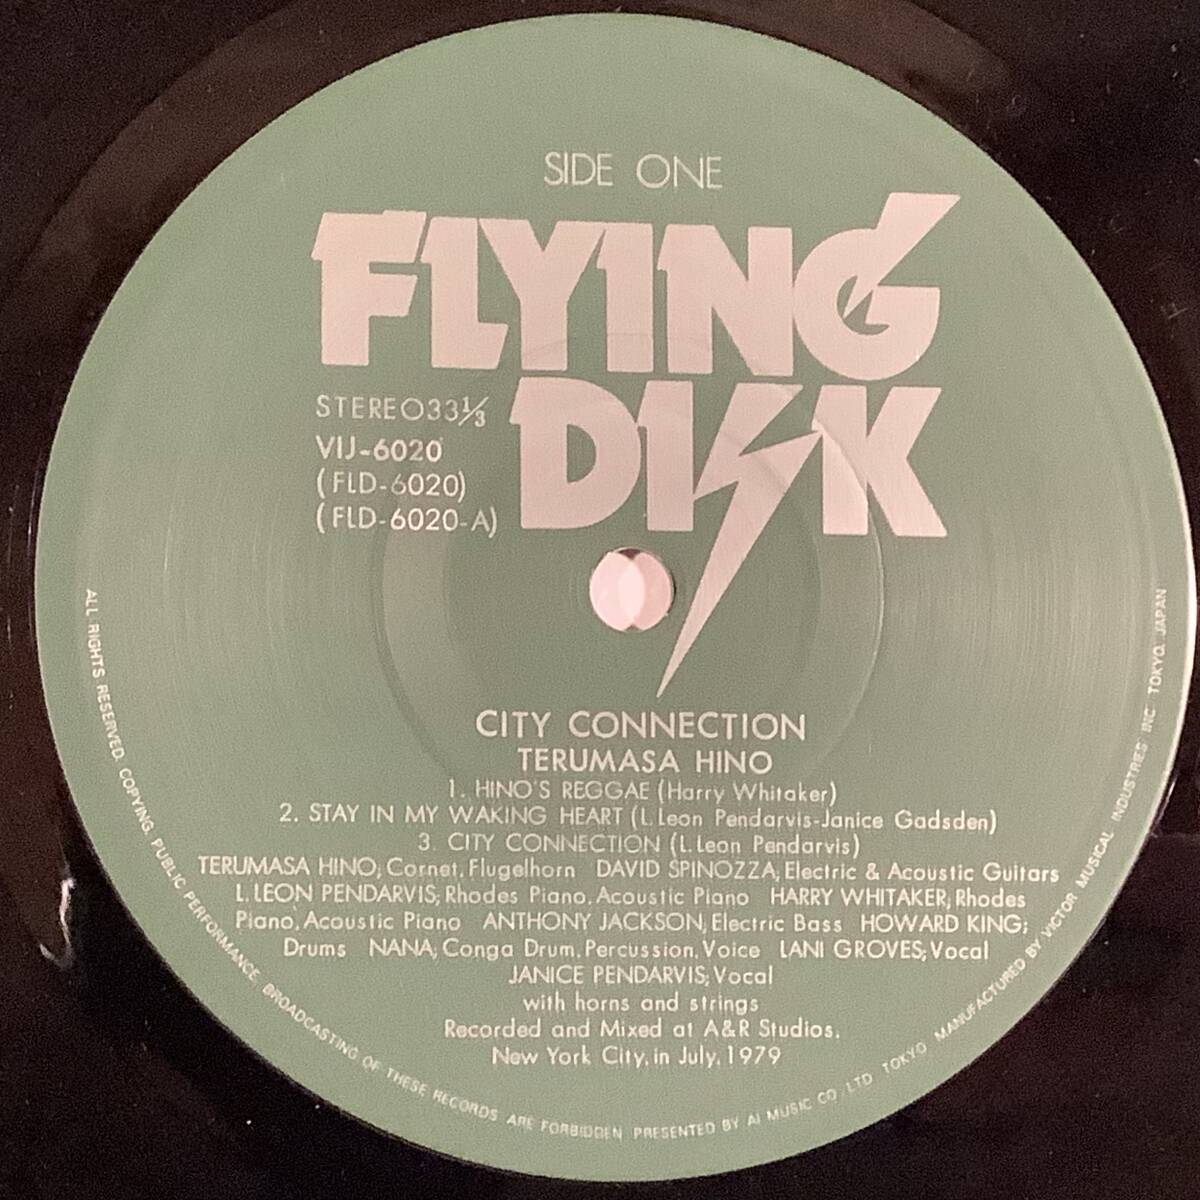 SIDE ONE
FLYING
DISK
STEREO33⅓
VIJ-6020
(FLD-6020)
(FLD-6020-A)
CITY CONNECTION
TERUMASA HINO
1. HINO'S REGGAE (Harry Whitaker)
2. STAY IN MY WAKING HEART (L.Leon Pendarvis-Janice Gadsden)
3. CITY CONNECTION (L.Leon Pendarvis)
TERUMASA HINO; Cornet, Flugelhorn DAVID SPINOZZA; Electric & Acoustic Guitars
L.LEON PENDARVIS; Rhodes Piano, Acoustic Piano HARRY WHITAKER; Rhodes
Piano, Acoustic Piano ANTHONY JACKSON; Electric Bass HOWARD KING;
Drums NANA; Conga Drum, Percussion, Voice LANI GROVES; Vocal
JANICE PENDARVIS; Vocal
with horns and strings
Recorded and Mixed at A&R Studios,
New York City, in July, 1979
ALL RIGHTS RESERVED. COPYING, PUBLIC PERFORMANCE, BROADCASTING OF THESE RECORDS ARE FORBIDDEN PRESENTED BY AI MUSIC CO., LTD TOKYO MANUFACTURED BY VICTOR MUSICAL INDUSTRIES INC TOKYO, JAPAN